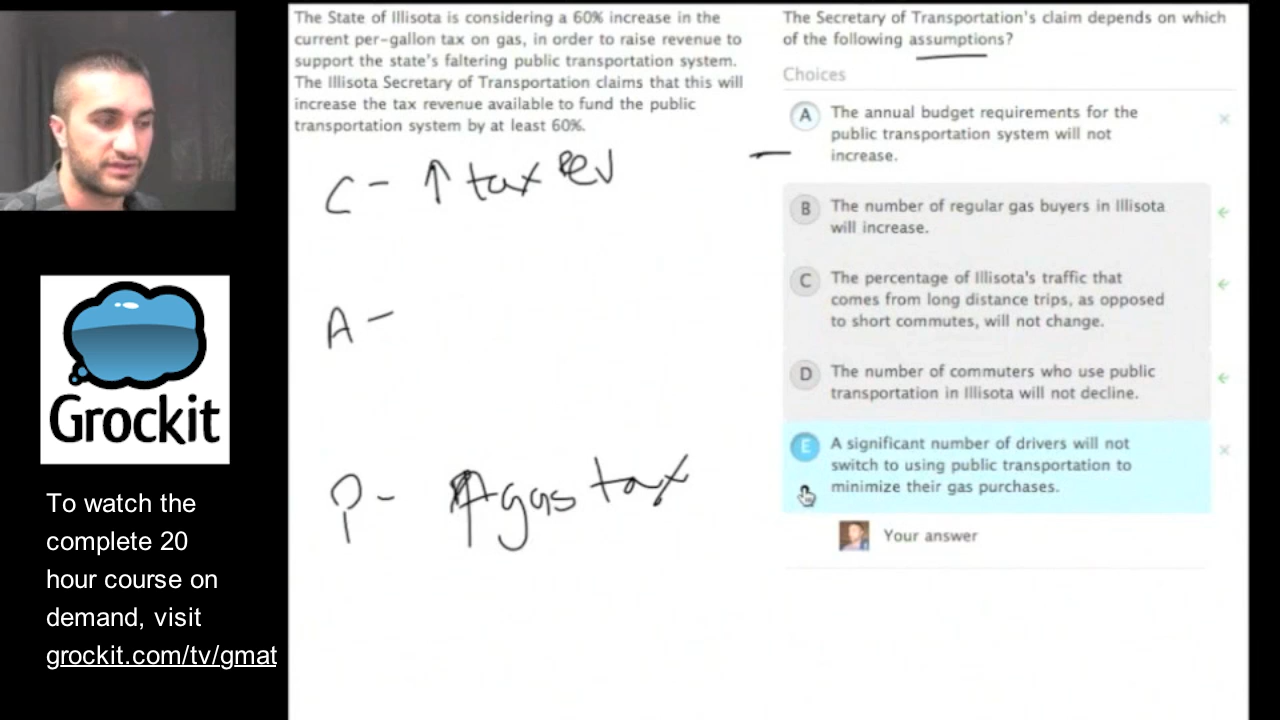 The State of Illisota is considering a 60% increase in the
current per-gallon tax on gas, in order to raise revenue to
support the state's faltering public transportation system.
The Illisota Secretary of Transportation claims that this will
increase the tax revenue available to fund the public
transportation system by at least 60%.
C - ↑ tax Rev
A -
P - ↑ gas tax
The Secretary of Transportation's claim depends on which
of the following assumptions?
Choices
A The annual budget requirements for the
public transportation system will not
increase.
B The number of regular gas buyers in Illisota
will increase.
C The percentage of Illisota's traffic that
comes from long distance trips, as opposed
to short commutes, will not change.
D The number of commuters who use public
transportation in Illisota will not decline.
E A significant number of drivers will not
switch to using public transportation to
minimize their gas purchases.
Your answer
Grockit
To watch the
complete 20
hour course on
demand, visit
grockit.com/tv/gmat